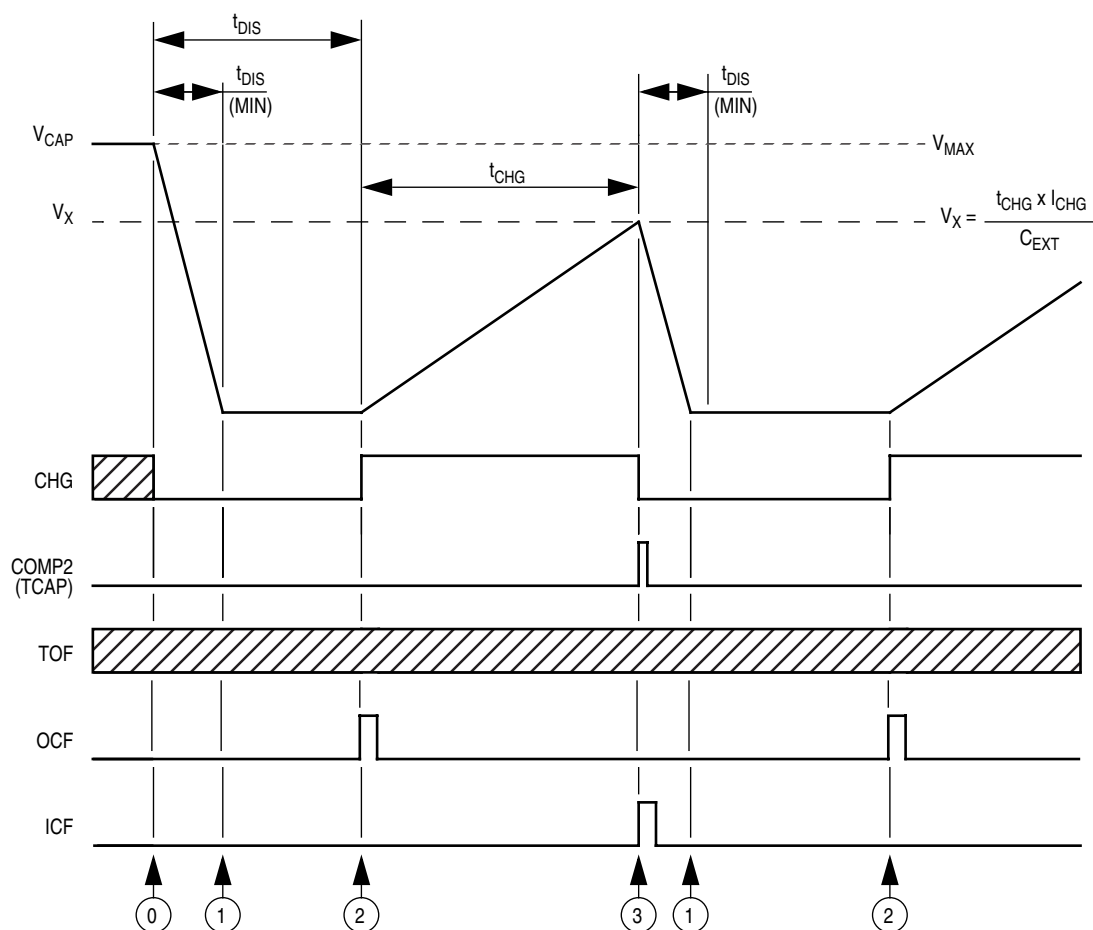 tDIS
tDIS
(MIN)
tDIS
(MIN)
VCAP
VMAX
tCHG
VX
VX = tCHG x ICHG
CEXT
CHG
COMP2
(TCAP)
TOF
OCF
ICF
0 1 2 3 1 2